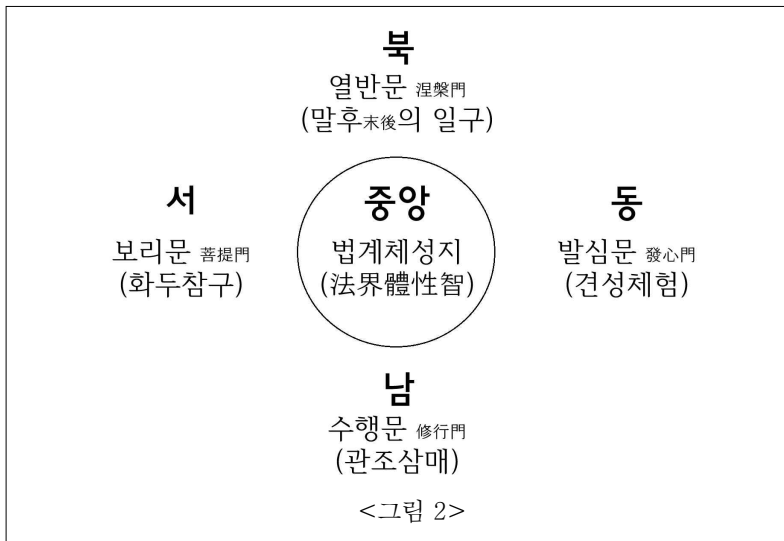 북
열반문 涅槃門
(말후末後의 일구)
서
보리문 菩提門
(화두참구)
중앙
법계체성지
(法界體性智)
동
발심문 發心門
(견성체험)
남
수행문 修行門
(관조삼매)
<그림 2>